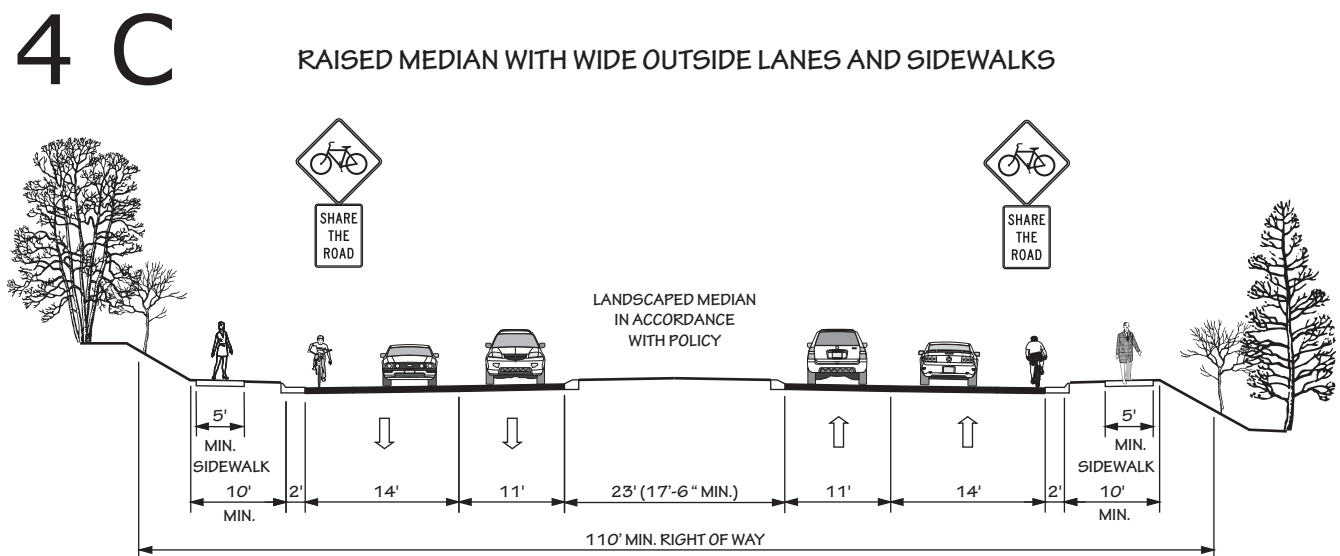 4 C
RAISED MEDIAN WITH WIDE OUTSIDE LANES AND SIDEWALKS
SHARE
THE
ROAD
SHARE
THE
ROAD
LANDSCAPED MEDIAN
IN ACCORDANCE
WITH POLICY
5'
MIN.
SIDEWALK
5'
MIN.
SIDEWALK
10'
MIN.
2'
14'
11'
23' (17'-6 " MIN.)
11'
14'
2'
10'
MIN.
110' MIN. RIGHT OF WAY